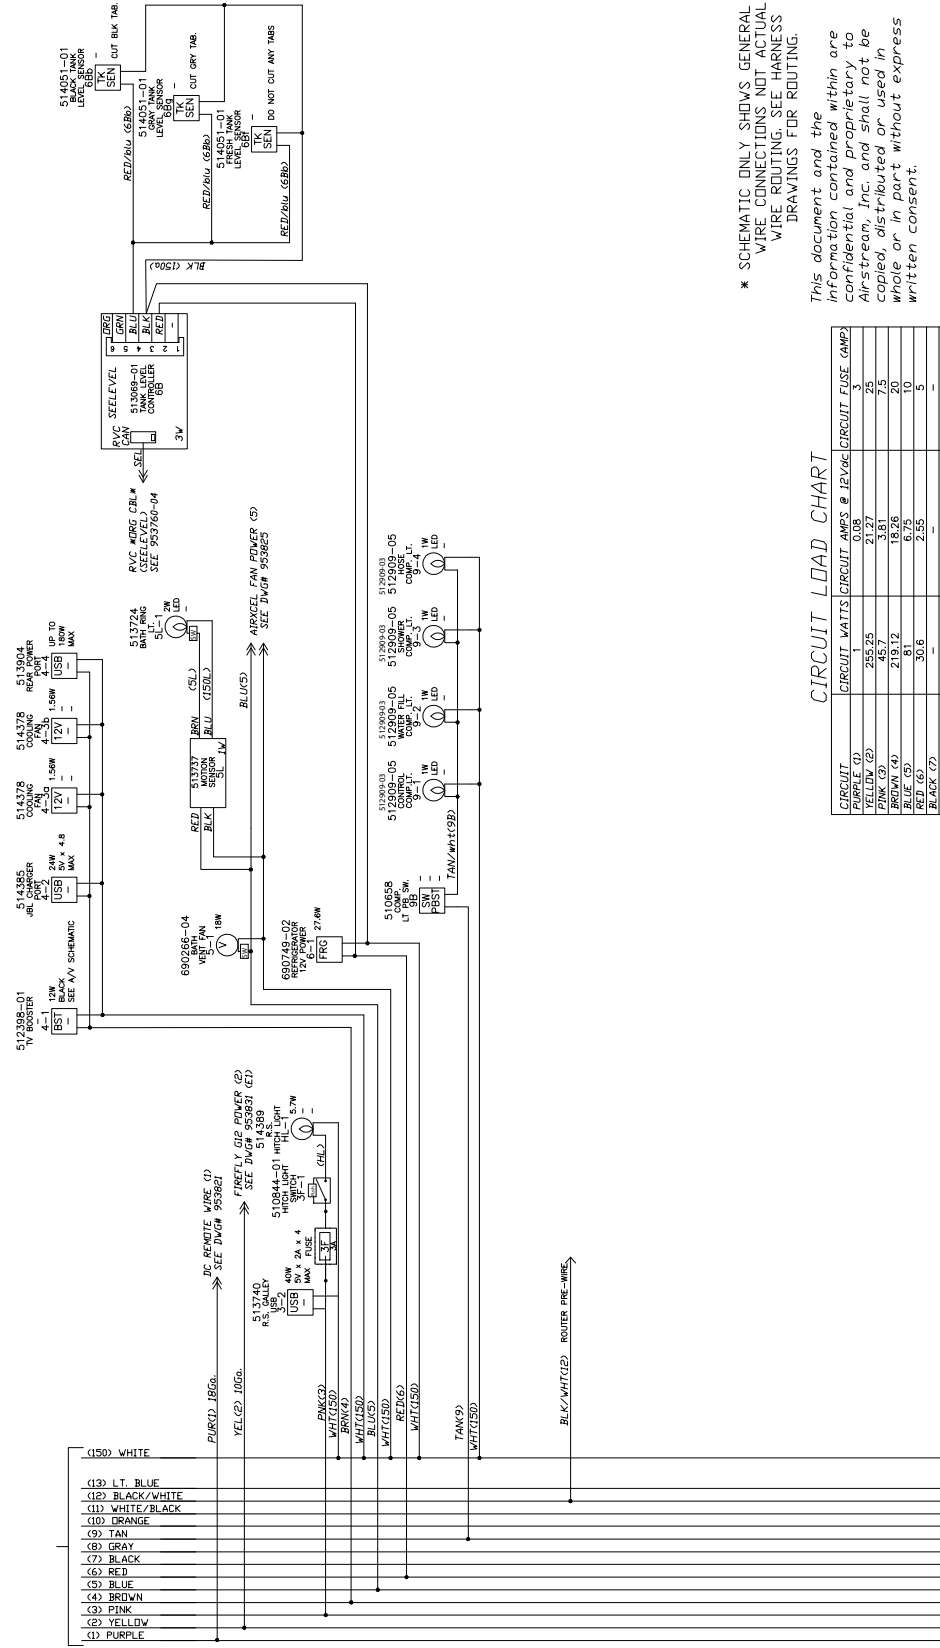 514051-01
BLACK TANK
LEVEL SENSOR
6Bb
TK
SEN
-
CUT BLK TAB.
RED/blu (6Bb)
514051-01
GRAY TANK
LEVEL SENSOR
6Bg
TK
SEN
-
CUT GRY TAB.
RED/blu (6Bb)
514051-01
FRESH TANK
LEVEL SENSOR
6Bf
TK
SEN
-
DO NOT CUT ANY TABS
RED/blu (6Bb)
BLK (150a)
ORG
GRN
BLU
BLK
RED
-
6
5
4
3
2
1
SEELEVEL
513069-01
TANK LEVEL
CONTROLLER
6B
RVC
CAN
3W
SEL
RVC *ORG CBL*
(SEELEVEL)
SEE 953760-04
* SCHEMATIC ONLY SHOWS GENERAL
WIRE CONNECTIONS NOT ACTUAL
WIRE ROUTING. SEE HARNESS
DRAWINGS FOR ROUTING.
This document and the
information contained within are
confidential and proprietary to
Airstream, Inc. and shall not be
copied, distributed or used in
whole or in part without express
written consent.
512398-01
TV BOOSTER
-
4-1
BST
-
12W
BLACK
SEE A/V SCHEMATIC
514385
JBL CHARGER
PORT
4-2
USB
-
24W
5V x 4.8
MAX
514378
COOLING
FAN
4-3a
12V
-
1.56W
-
514378
COOLING
FAN
4-3b
12V
-
1.56W
-
513904
REAR POWER
PORT
4-4
USB
-
UP TO
180W
MAX
513724
BATH RING
LT.
5L-1
2W
LED
-
SW
(5L)
(150L)
BRN
BLU
513737
MOTION
SENSOR
5L
1W
RED
BLK
BLU(5)
AIRXCEL FAN POWER (5)
SEE DWG# 953825
690266-04
BATH
VENT FAN
5-1
V
18W
-
SW
690749-02
REFRIGERATOR
12V POWER
6-1
FRG
27.6W
-
512909-03
512909-05
CONTROL
COMP.LT.
9-1
1W
LED
-
512909-03
512909-05
WATER FILL
COMP. LT.
9-2
1W
LED
-
512909-03
512909-05
SHOWER
COMP. LT.
9-3
1W
LED
-
512909-03
512909-05
HOSE
COMP. LT.
9-4
1W
LED
-
510658
COMP.
LT PB SW.
9B
SW
PBST
-
-
TAN/wht(9B)
DC REMOTE WIRE (1)
SEE DWG# 953821
FIREFLY G12 POWER (2)
SEE DWG# 953831 (E1)
513740
R.S. GALLEY
USB
3-2
USB
-
40W
5V x 2A x 4
MAX
FUSE
3F
3A
510844-01
HITCH LIGHT
SWITCH
3F-1
(HL)
514389
R.S.
HITCH LIGHT
HL-1
5.7W
-
-
PUR(1) 18Ga.
YEL(2) 10Ga.
PNK(3)
WHT(150)
BRN(4)
WHT(150)
BLU(5)
WHT(150)
RED(6)
WHT(150)
TAN(9)
WHT(150)
BLK/WHT(12)
ROUTER PRE-WIRE
(150) WHITE
(13) LT. BLUE
(12) BLACK/WHITE
(11) WHITE/BLACK
(10) ORANGE
(9) TAN
(8) GRAY
(7) BLACK
(6) RED
(5) BLUE
(4) BROWN
(3) PINK
(2) YELLOW
(1) PURPLE
CIRCUIT LOAD CHART
CIRCUIT CIRCUIT WATTS CIRCUIT AMPS @ 12Vdc CIRCUIT FUSE (AMP)
PURPLE (1) 1 0.08 3
YELLOW (2) 255.25 21.27 25
PINK (3) 45.7 3.81 7.5
BROWN (4) 219.12 18.26 20
BLUE (5) 81 6.75 10
RED (6) 30.6 2.55 5
BLACK (7) - - -